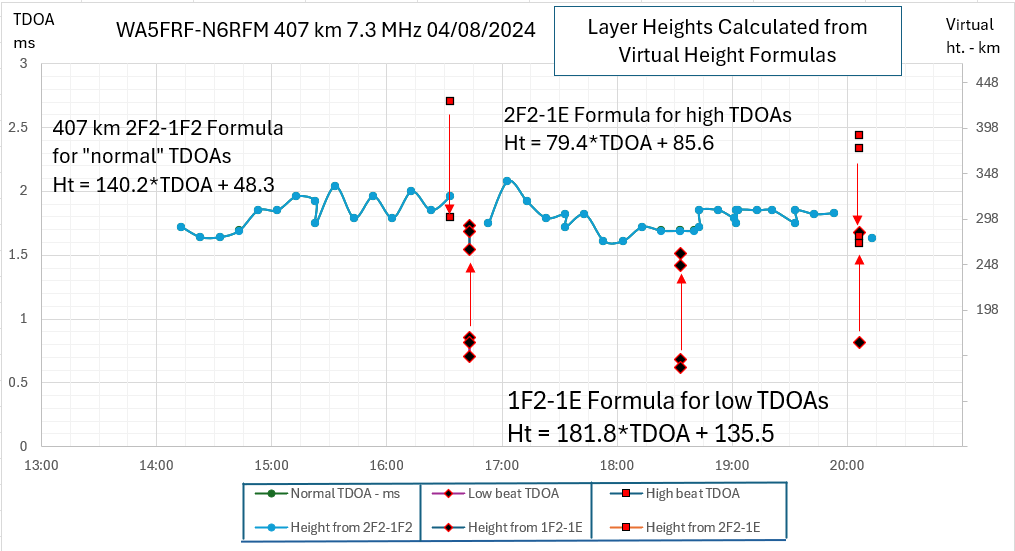 TDOA
ms
WA5FRF-N6RFM 407 km 7.3 MHz 04/08/2024
Layer Heights Calculated from
Virtual Height Formulas
Virtual
ht. - km
3
2.5
2
1.5
1
0.5
0
448
398
348
298
248
198
407 km 2F2-1F2 Formula
for "normal" TDOAs
Ht = 140.2*TDOA + 48.3
2F2-1E Formula for high TDOAs
Ht = 79.4*TDOA + 85.6
1F2-1E Formula for low TDOAs
Ht = 181.8*TDOA + 135.5
13:00 14:00 15:00 16:00 17:00 18:00 19:00 20:00
Normal TDOA - ms Low beat TDOA High beat TDOA
Height from 2F2-1F2 Height from 1F2-1E Height from 2F2-1E